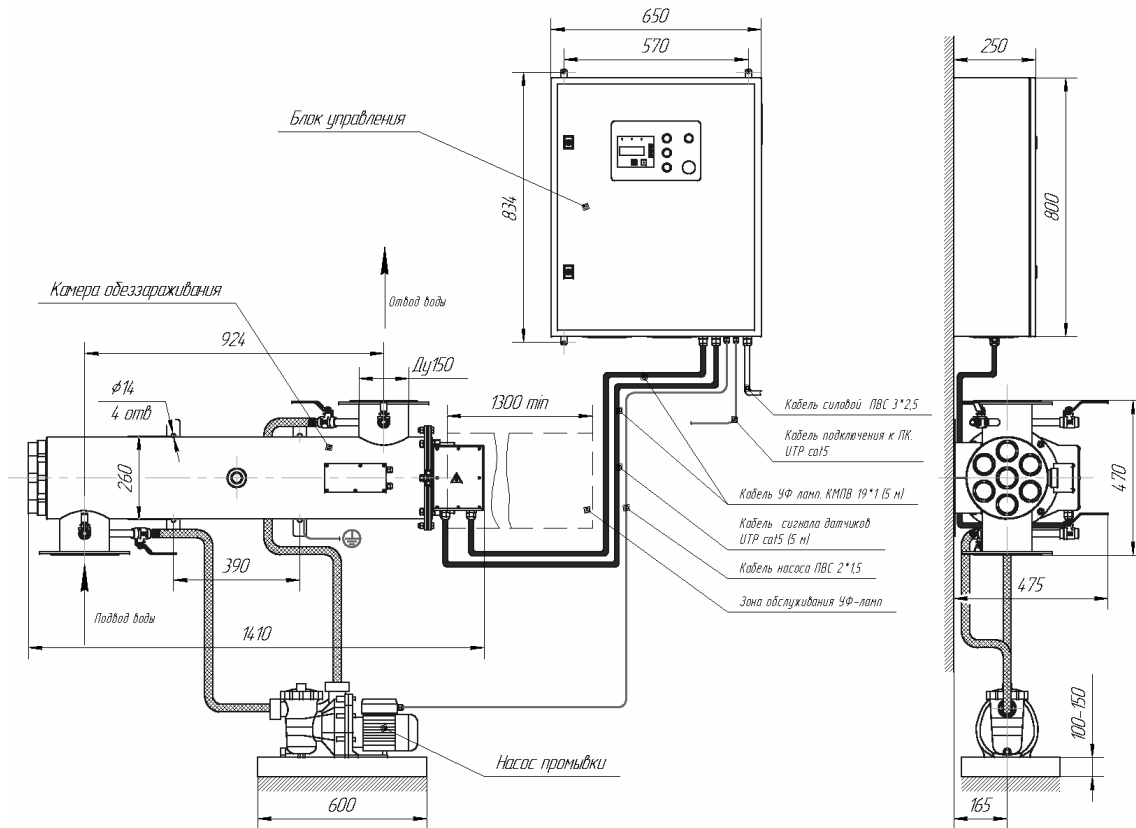 650
570
250
Блок управления
834
800
Камера обеззараживания
Отвод воды
924
Ду150
ϕ14
4 отв
1300 min
Кабель силовой ПВС 3*2,5
Кабель подключения к ПК.
UTP cat5
260
470
Кабель УФ ламп. КМПВ 19*1 (5 м)
Кабель сигнала датчиков
UTP cat5 (5 м)
390
Кабель насоса ПВС 2*1,5
475
Зона обслуживания УФ-ламп
Подвод воды
1410
100-150
Насос промывки
600
165